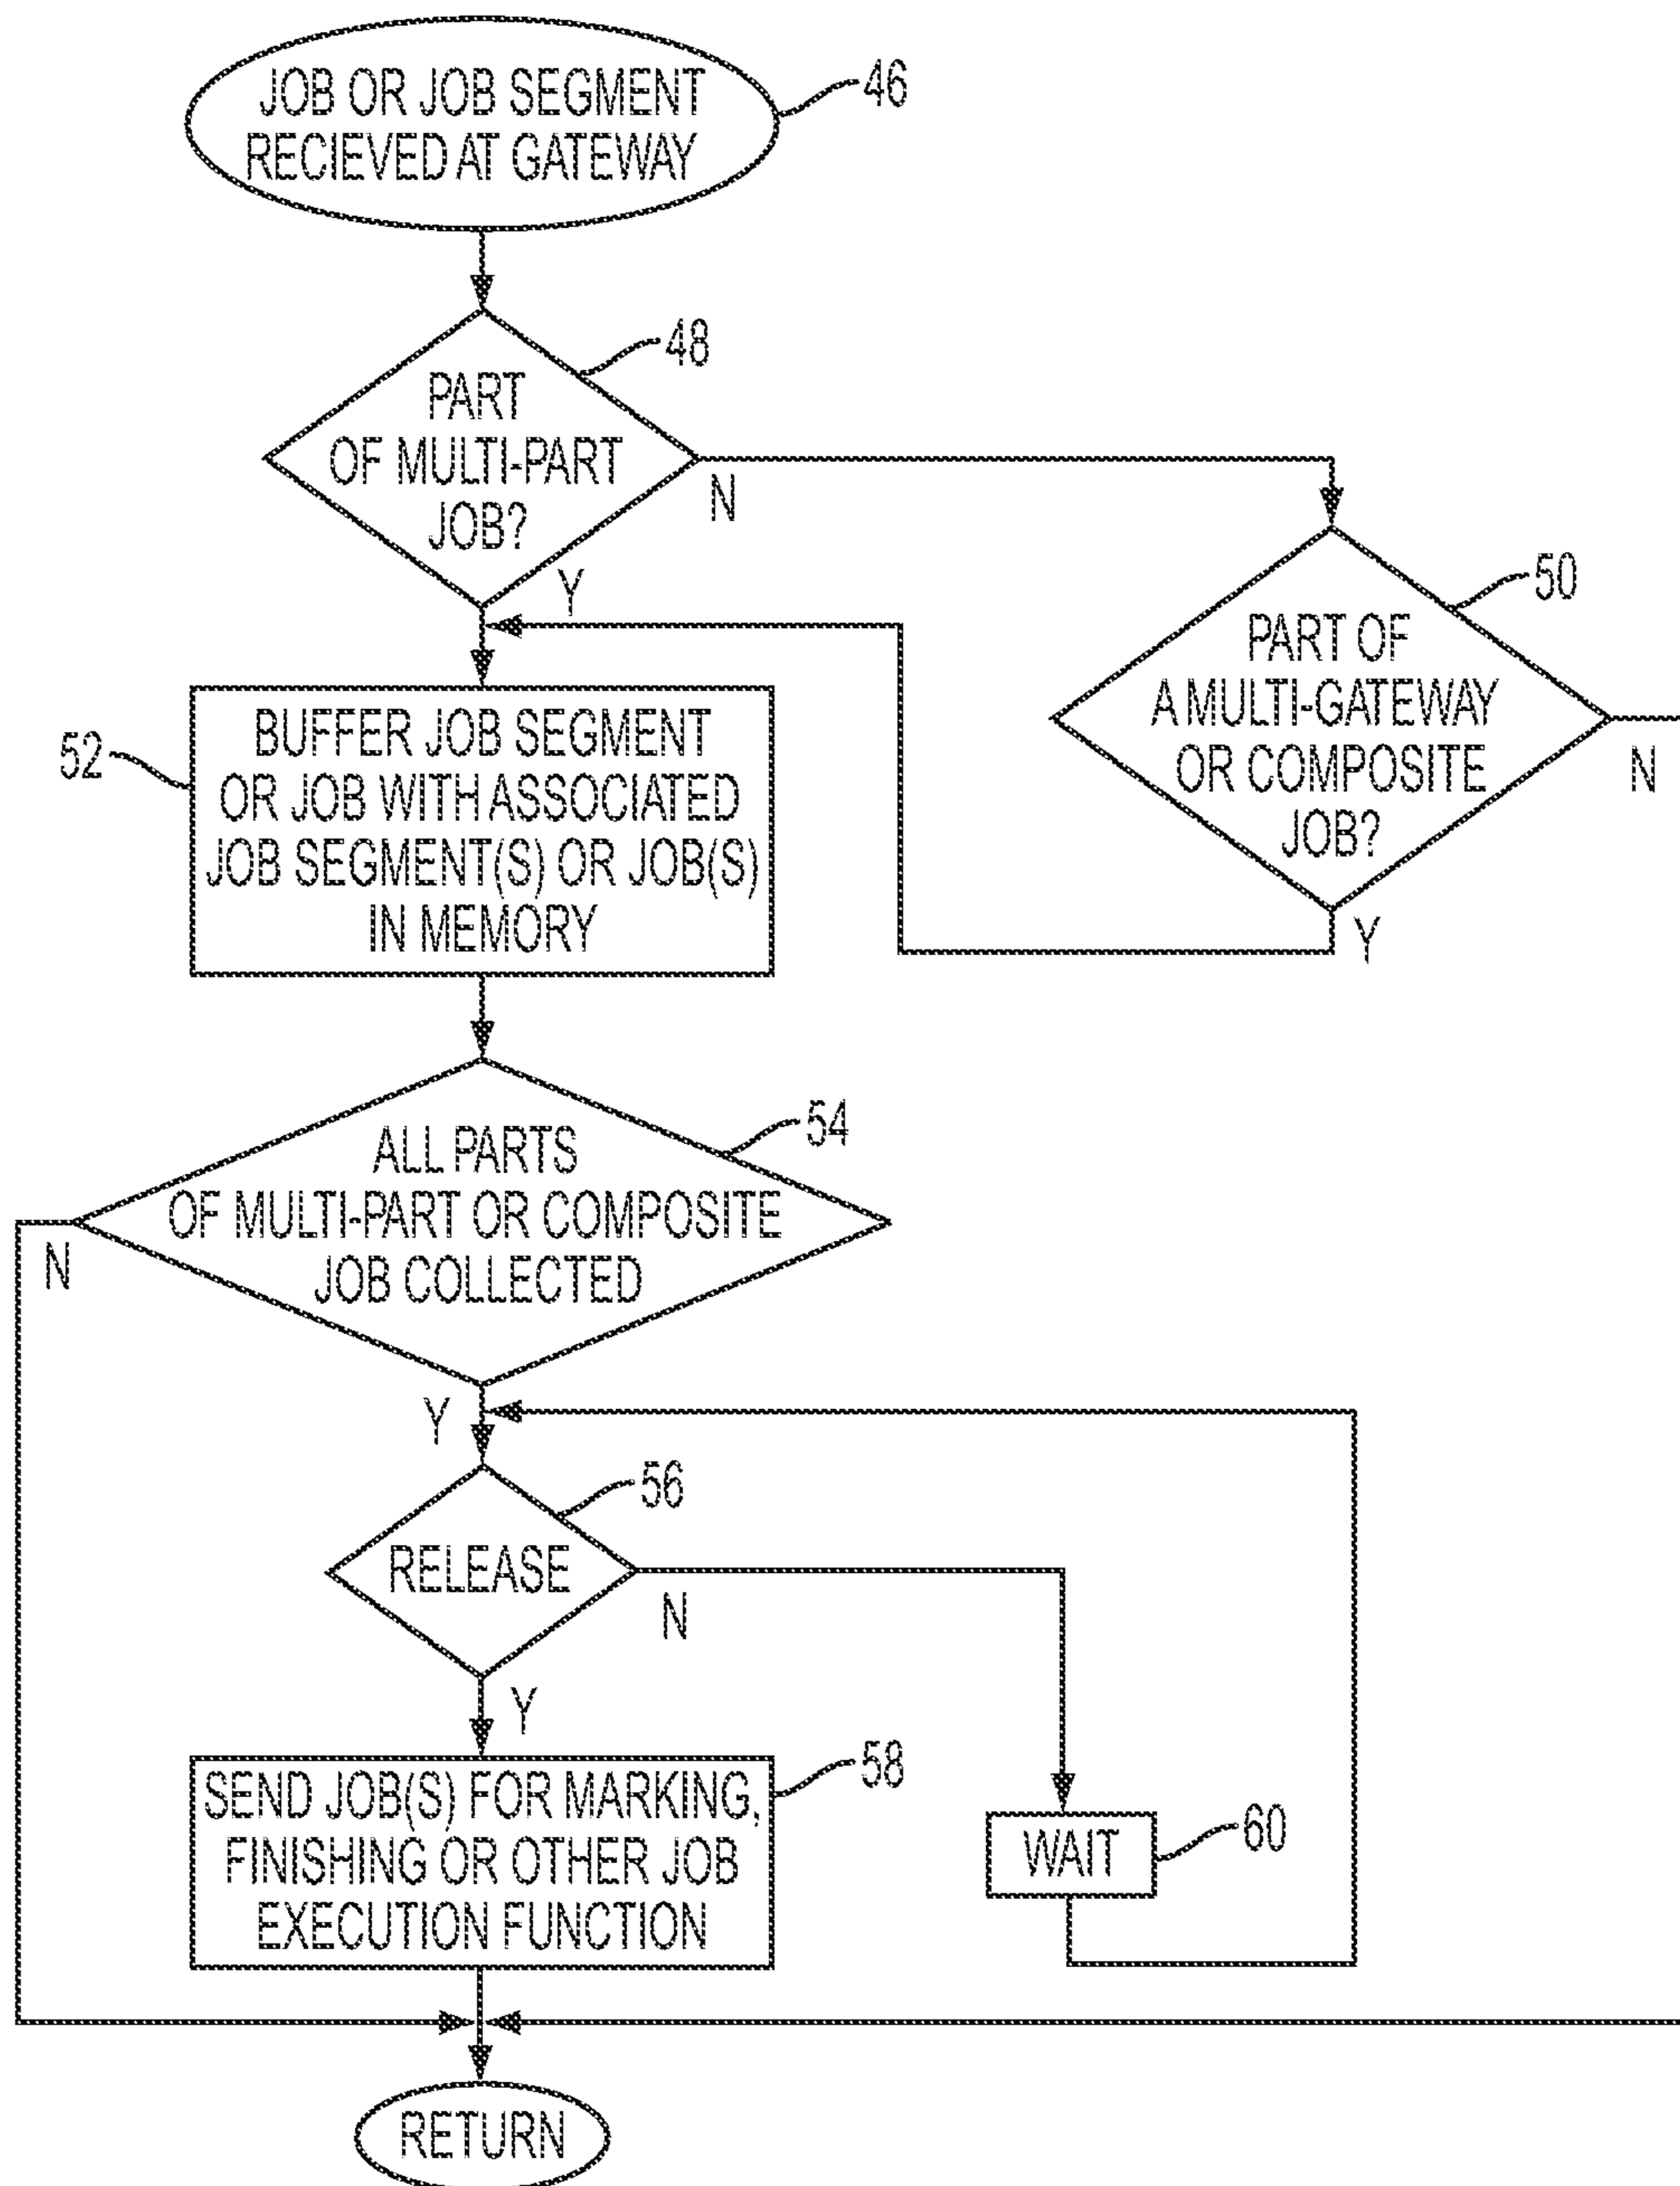 JOB OR JOB SEGMENT
RECIEVED AT GATEWAY
46
PART
OF MULTI-PART
JOB?
48
N
Y
PART OF
A MULTI-GATEWAY
OR COMPOSITE
JOB?
50
N
Y
52
BUFFER JOB SEGMENT
OR JOB WITH ASSOCIATED
JOB SEGMENT(S) OR JOB(S)
IN MEMORY
ALL PARTS
OF MULTI-PART OR COMPOSITE
JOB COLLECTED
54
N
Y
RELEASE
56
N
Y
SEND JOB(S) FOR MARKING,
FINISHING OR OTHER JOB
EXECUTION FUNCTION
58
WAIT
60
RETURN